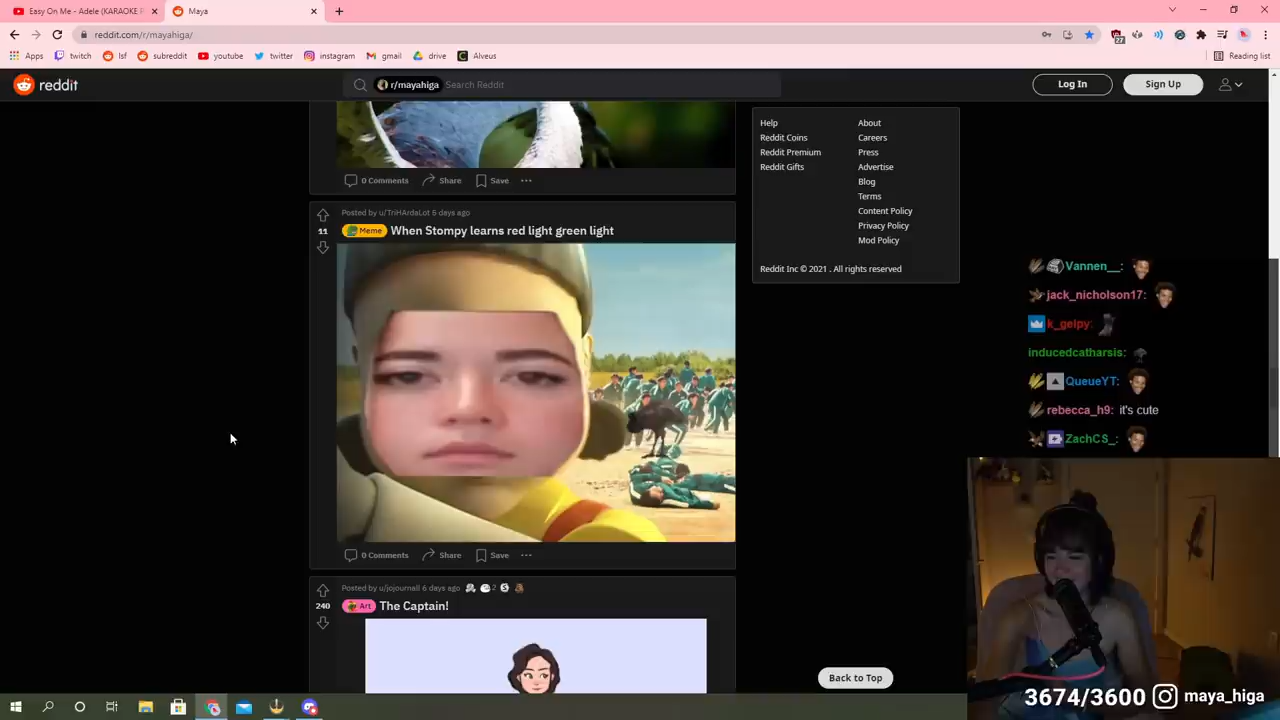 Easy On Me - Adele (KARAOKE F
Maya
reddit.com/r/mayahiga/
27
Apps
twitch
lsf
subreddit
youtube
twitter
instagram
gmail
drive
Alveus
Reading list
reddit
r/mayahiga
Search Reddit
Log In
Sign Up
0 Comments
Share
Save
Posted by u/TriHArdaLot 5 days ago
11
Meme
When Stompy learns red light green light
0 Comments
Share
Save
Posted by u/jojournall 6 days ago
2
240
Art
The Captain!
Help
About
Reddit Coins
Careers
Reddit Premium
Press
Reddit Gifts
Advertise
Blog
Terms
Content Policy
Privacy Policy
Mod Policy
Reddit Inc © 2021 . All rights reserved
Back to Top
Vannen__:
jack_nicholson17:
k_gelpy:
inducedcatharsis:
QueueYT:
rebecca_h9: it's cute
ZachCS_:
3674/3600
maya_higa